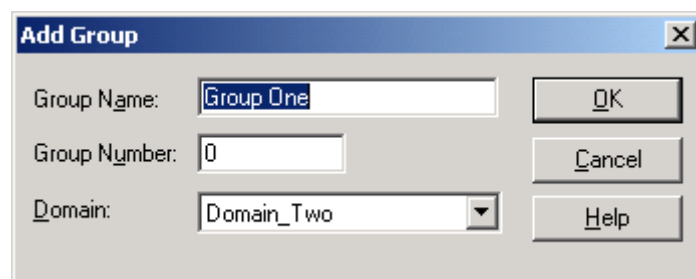 Add Group
Group Name: Group One OK
Group Number: 0 Cancel
Domain: Domain_Two Help